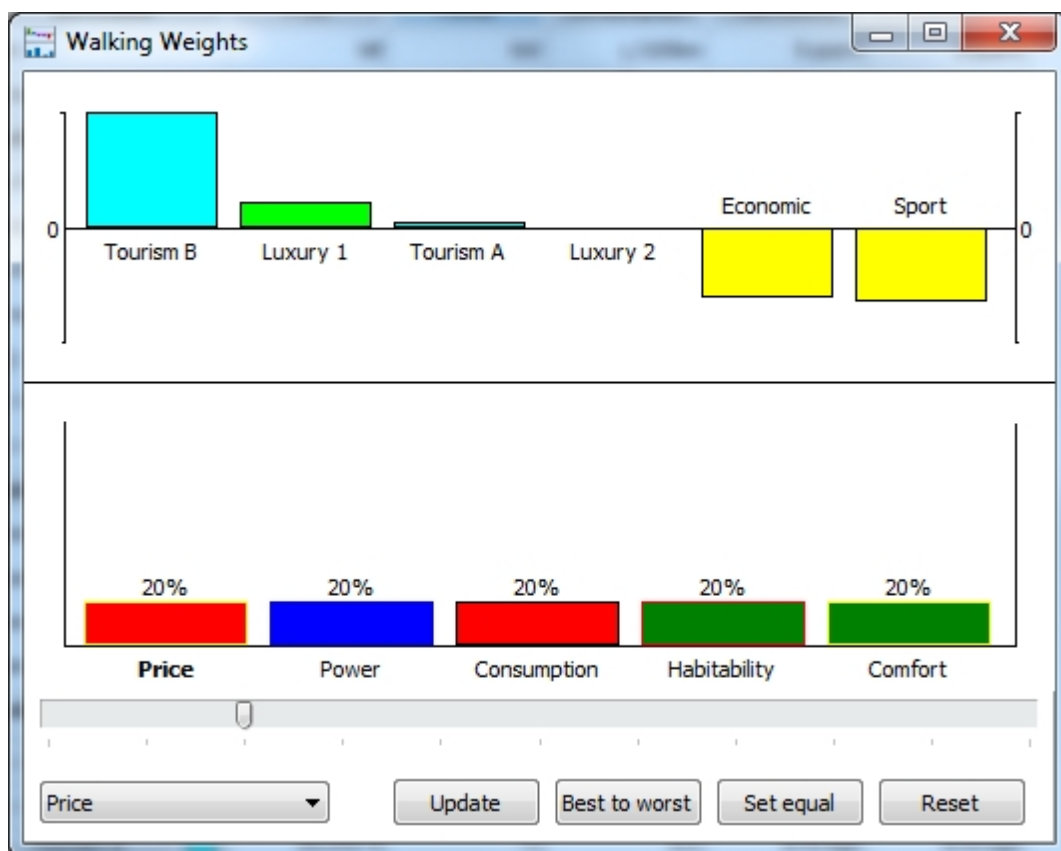 Walking Weights
Economic Sport
0 0
Tourism B Luxury 1 Tourism A Luxury 2
20% 20% 20% 20% 20%
Price Power Consumption Habitability Comfort
Price Update Best to worst Set equal Reset